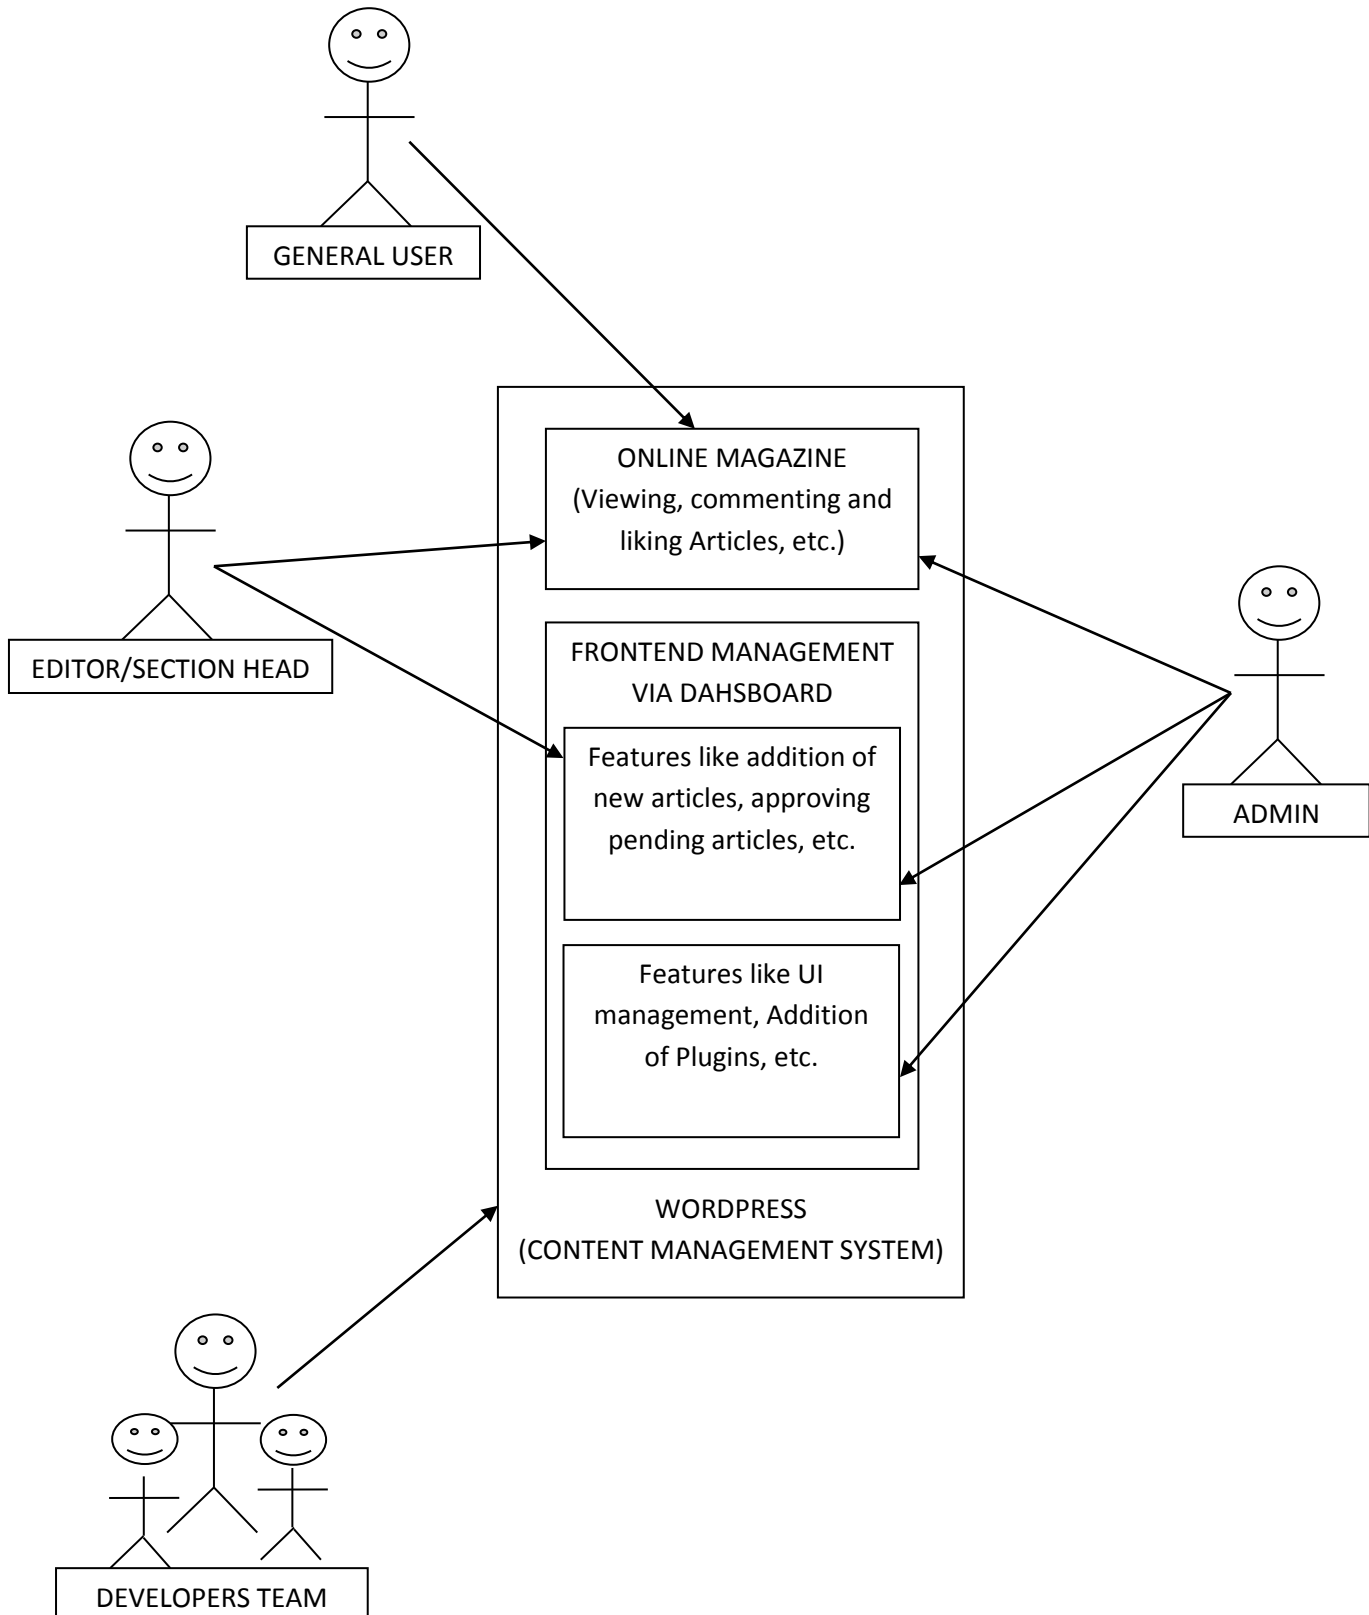 GENERAL USER
ONLINE MAGAZINE
(Viewing, commenting and
liking Articles, etc.)
EDITOR/SECTION HEAD
FRONTEND MANAGEMENT
VIA DAHSBOARD
Features like addition of
new articles, approving
pending articles, etc.
ADMIN
Features like UI
management, Addition
of Plugins, etc.
WORDPRESS
(CONTENT MANAGEMENT SYSTEM)
DEVELOPERS TEAM